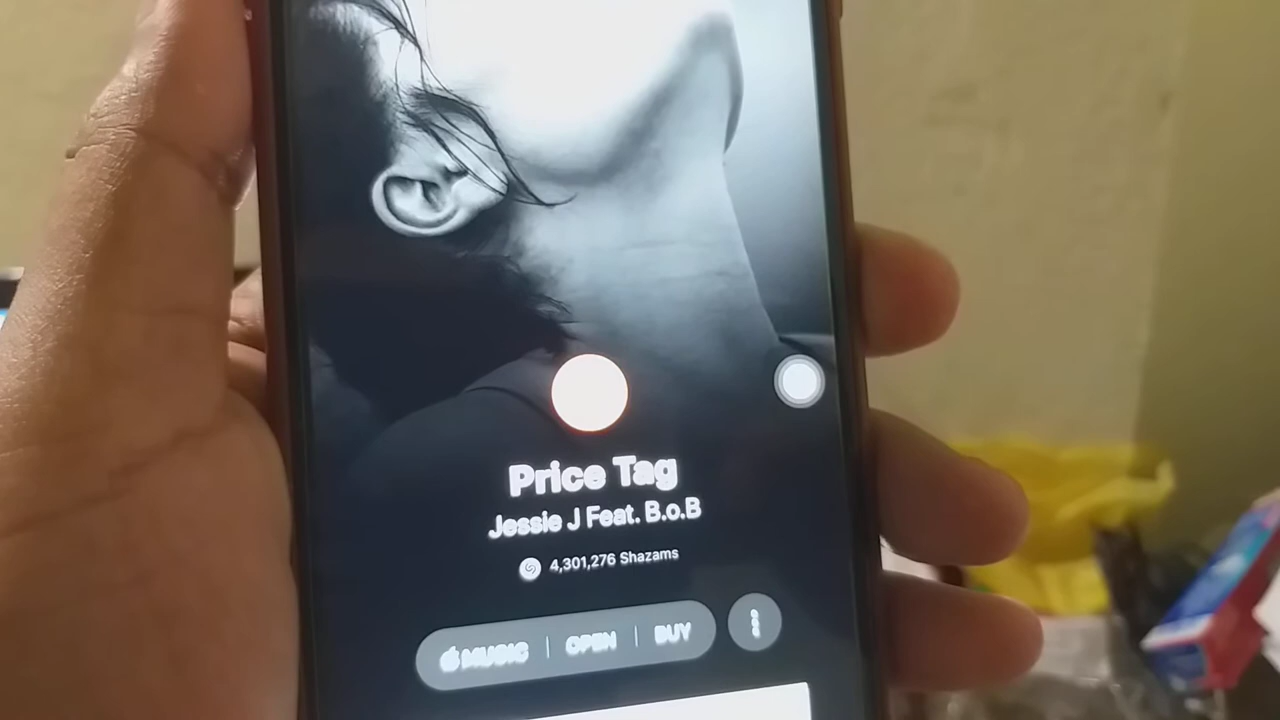 Price Tag
Jessie J Feat. B.o.B
4,301,276 Shazams
MUSIC | OPEN | BUY